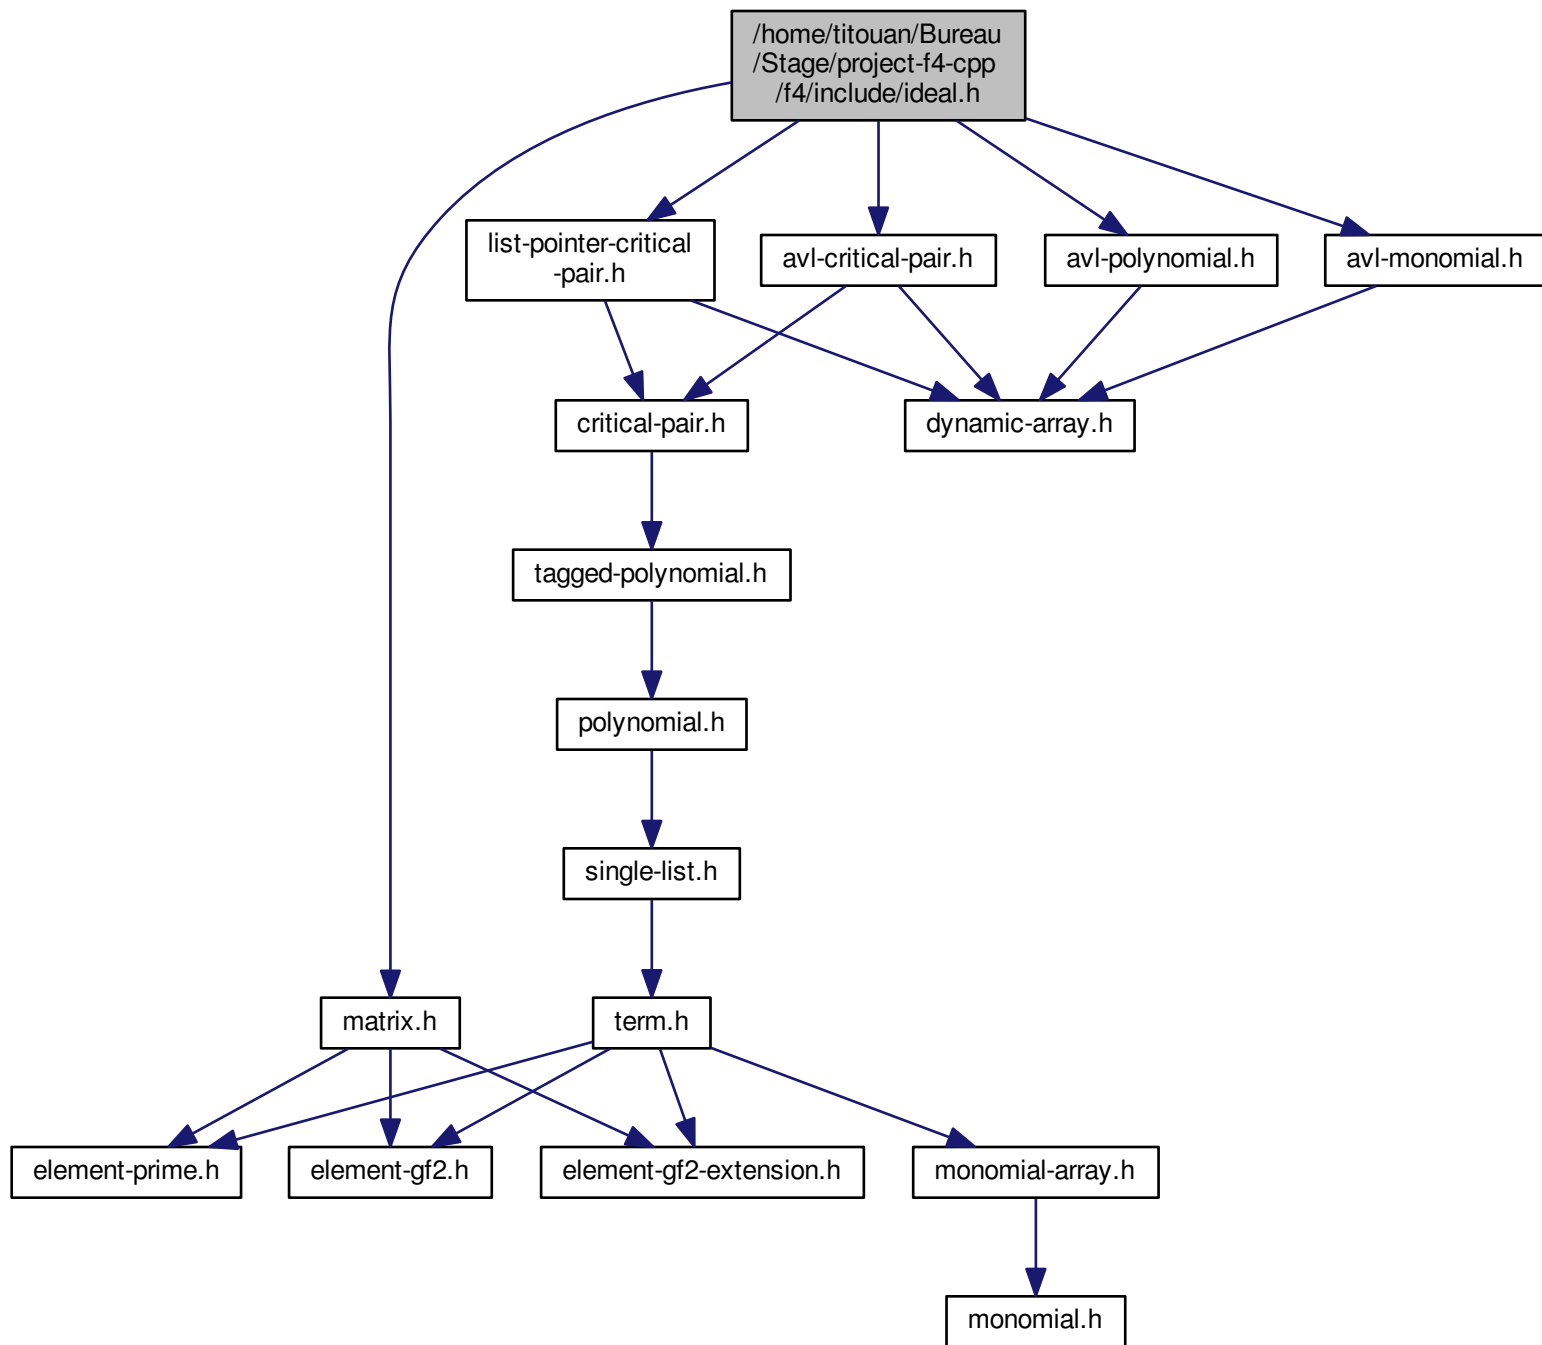 /home/titouan/Bureau
/Stage/project-f4-cpp
/f4/include/ideal.h
list-pointer-critical
-pair.h
avl-critical-pair.h
avl-polynomial.h
avl-monomial.h
critical-pair.h
dynamic-array.h
tagged-polynomial.h
polynomial.h
single-list.h
matrix.h
term.h
element-prime.h
element-gf2.h
element-gf2-extension.h
monomial-array.h
monomial.h